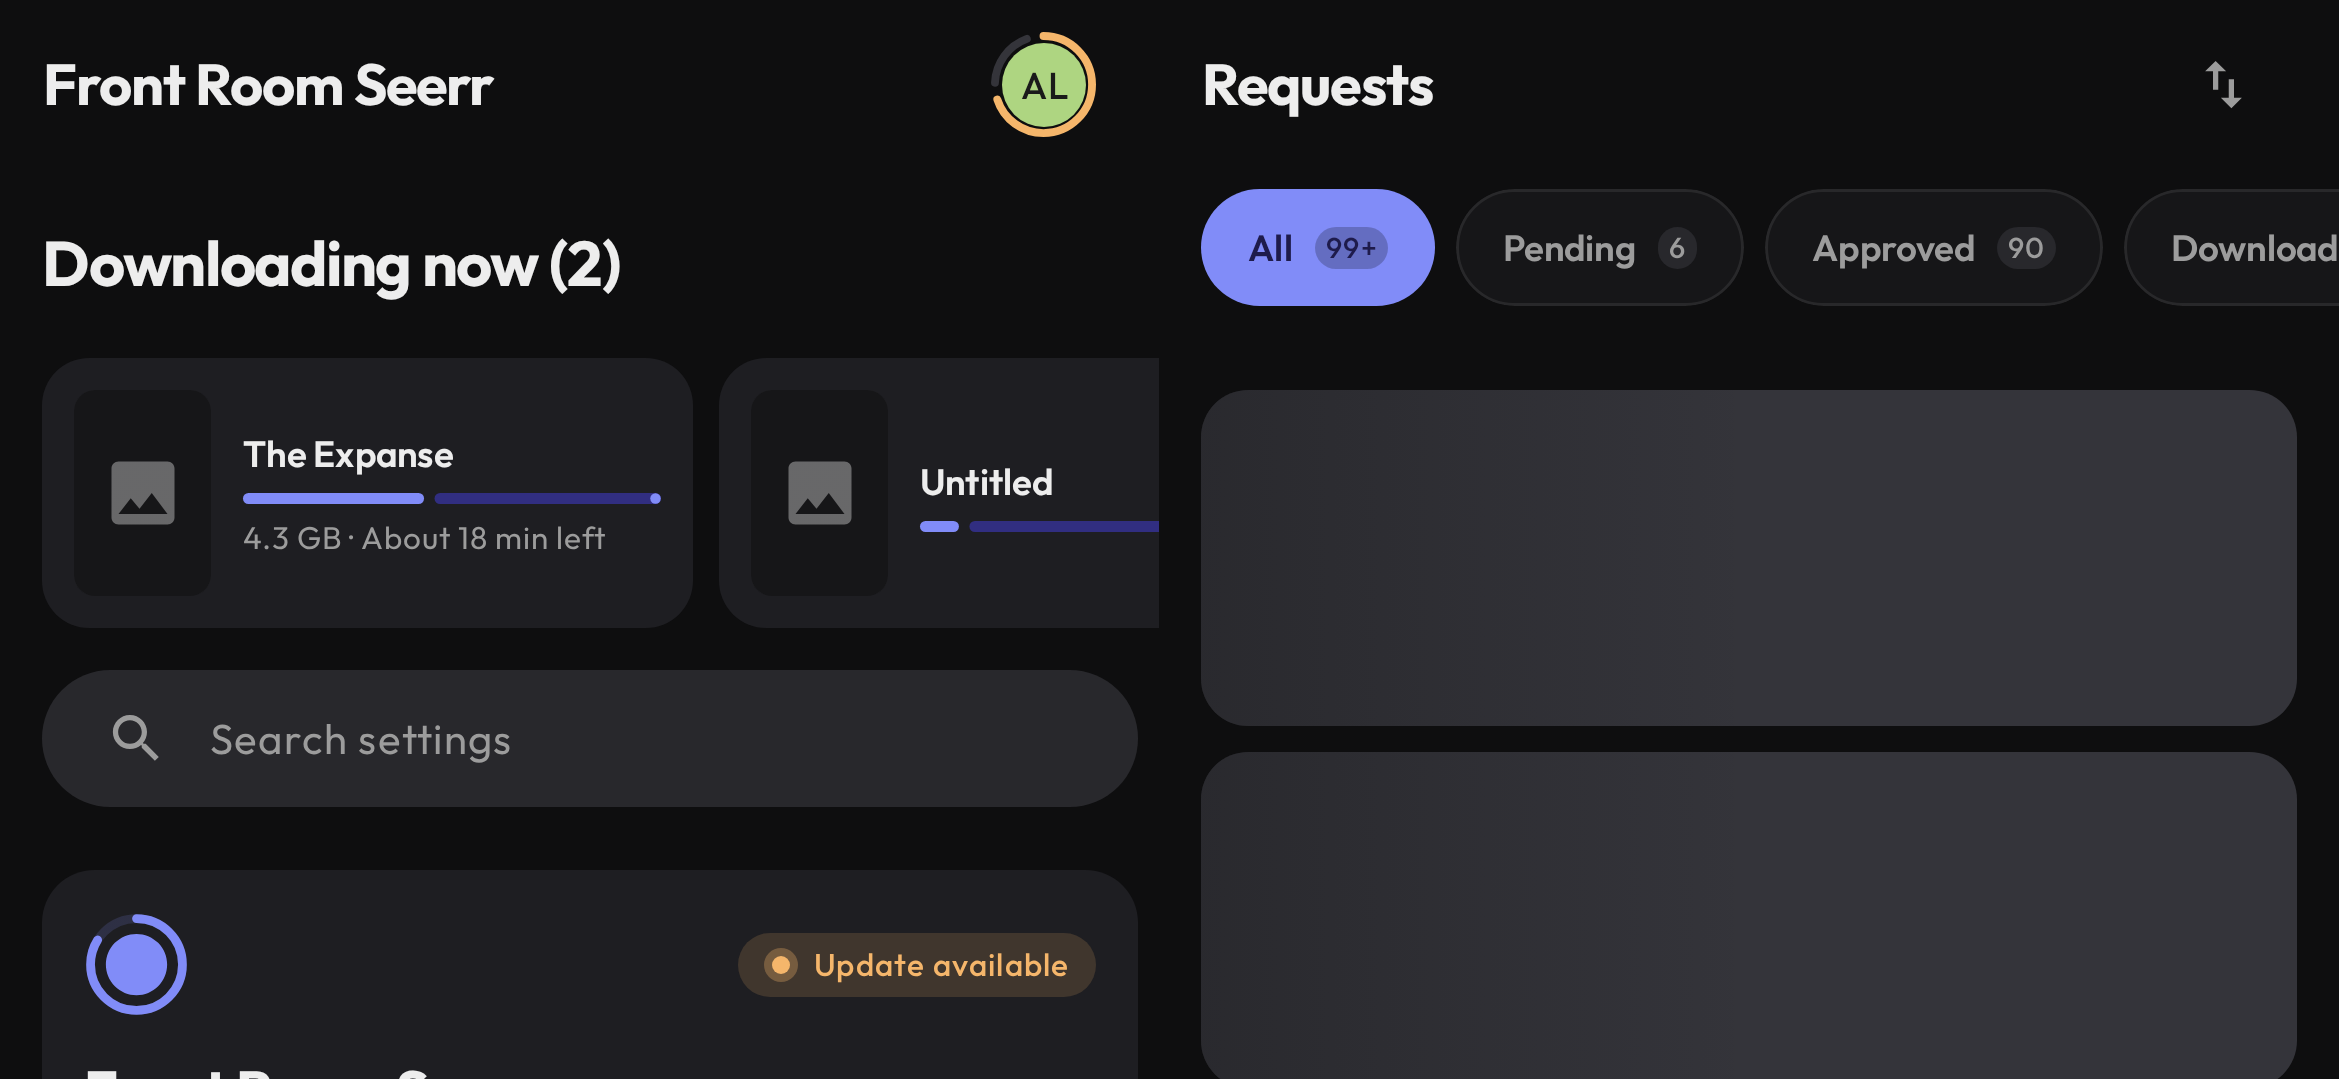 Front Room Seerr
AL
Downloading now (2)
The Expanse
4.3 GB · About 18 min left
Untitled
Search settings
Update available
Requests
All 99+
Pending 6
Approved 90
Download